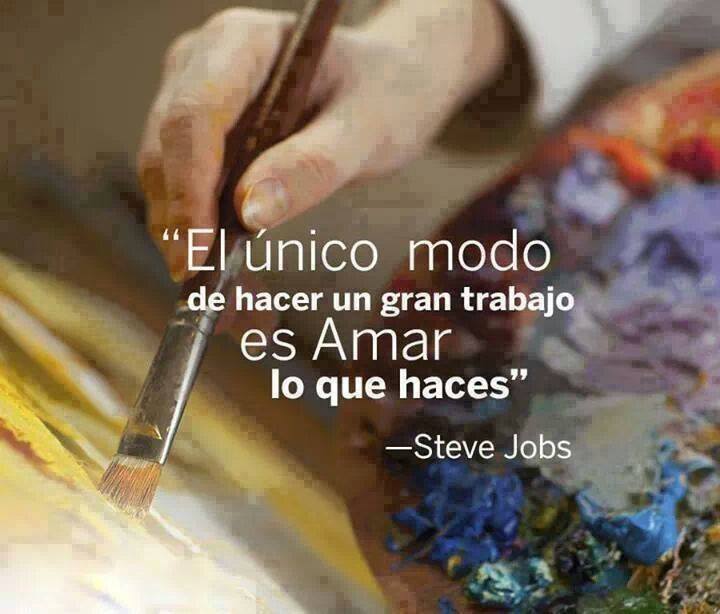 “El único modo
de hacer un gran trabajo
es Amar
lo que haces”
—Steve Jobs